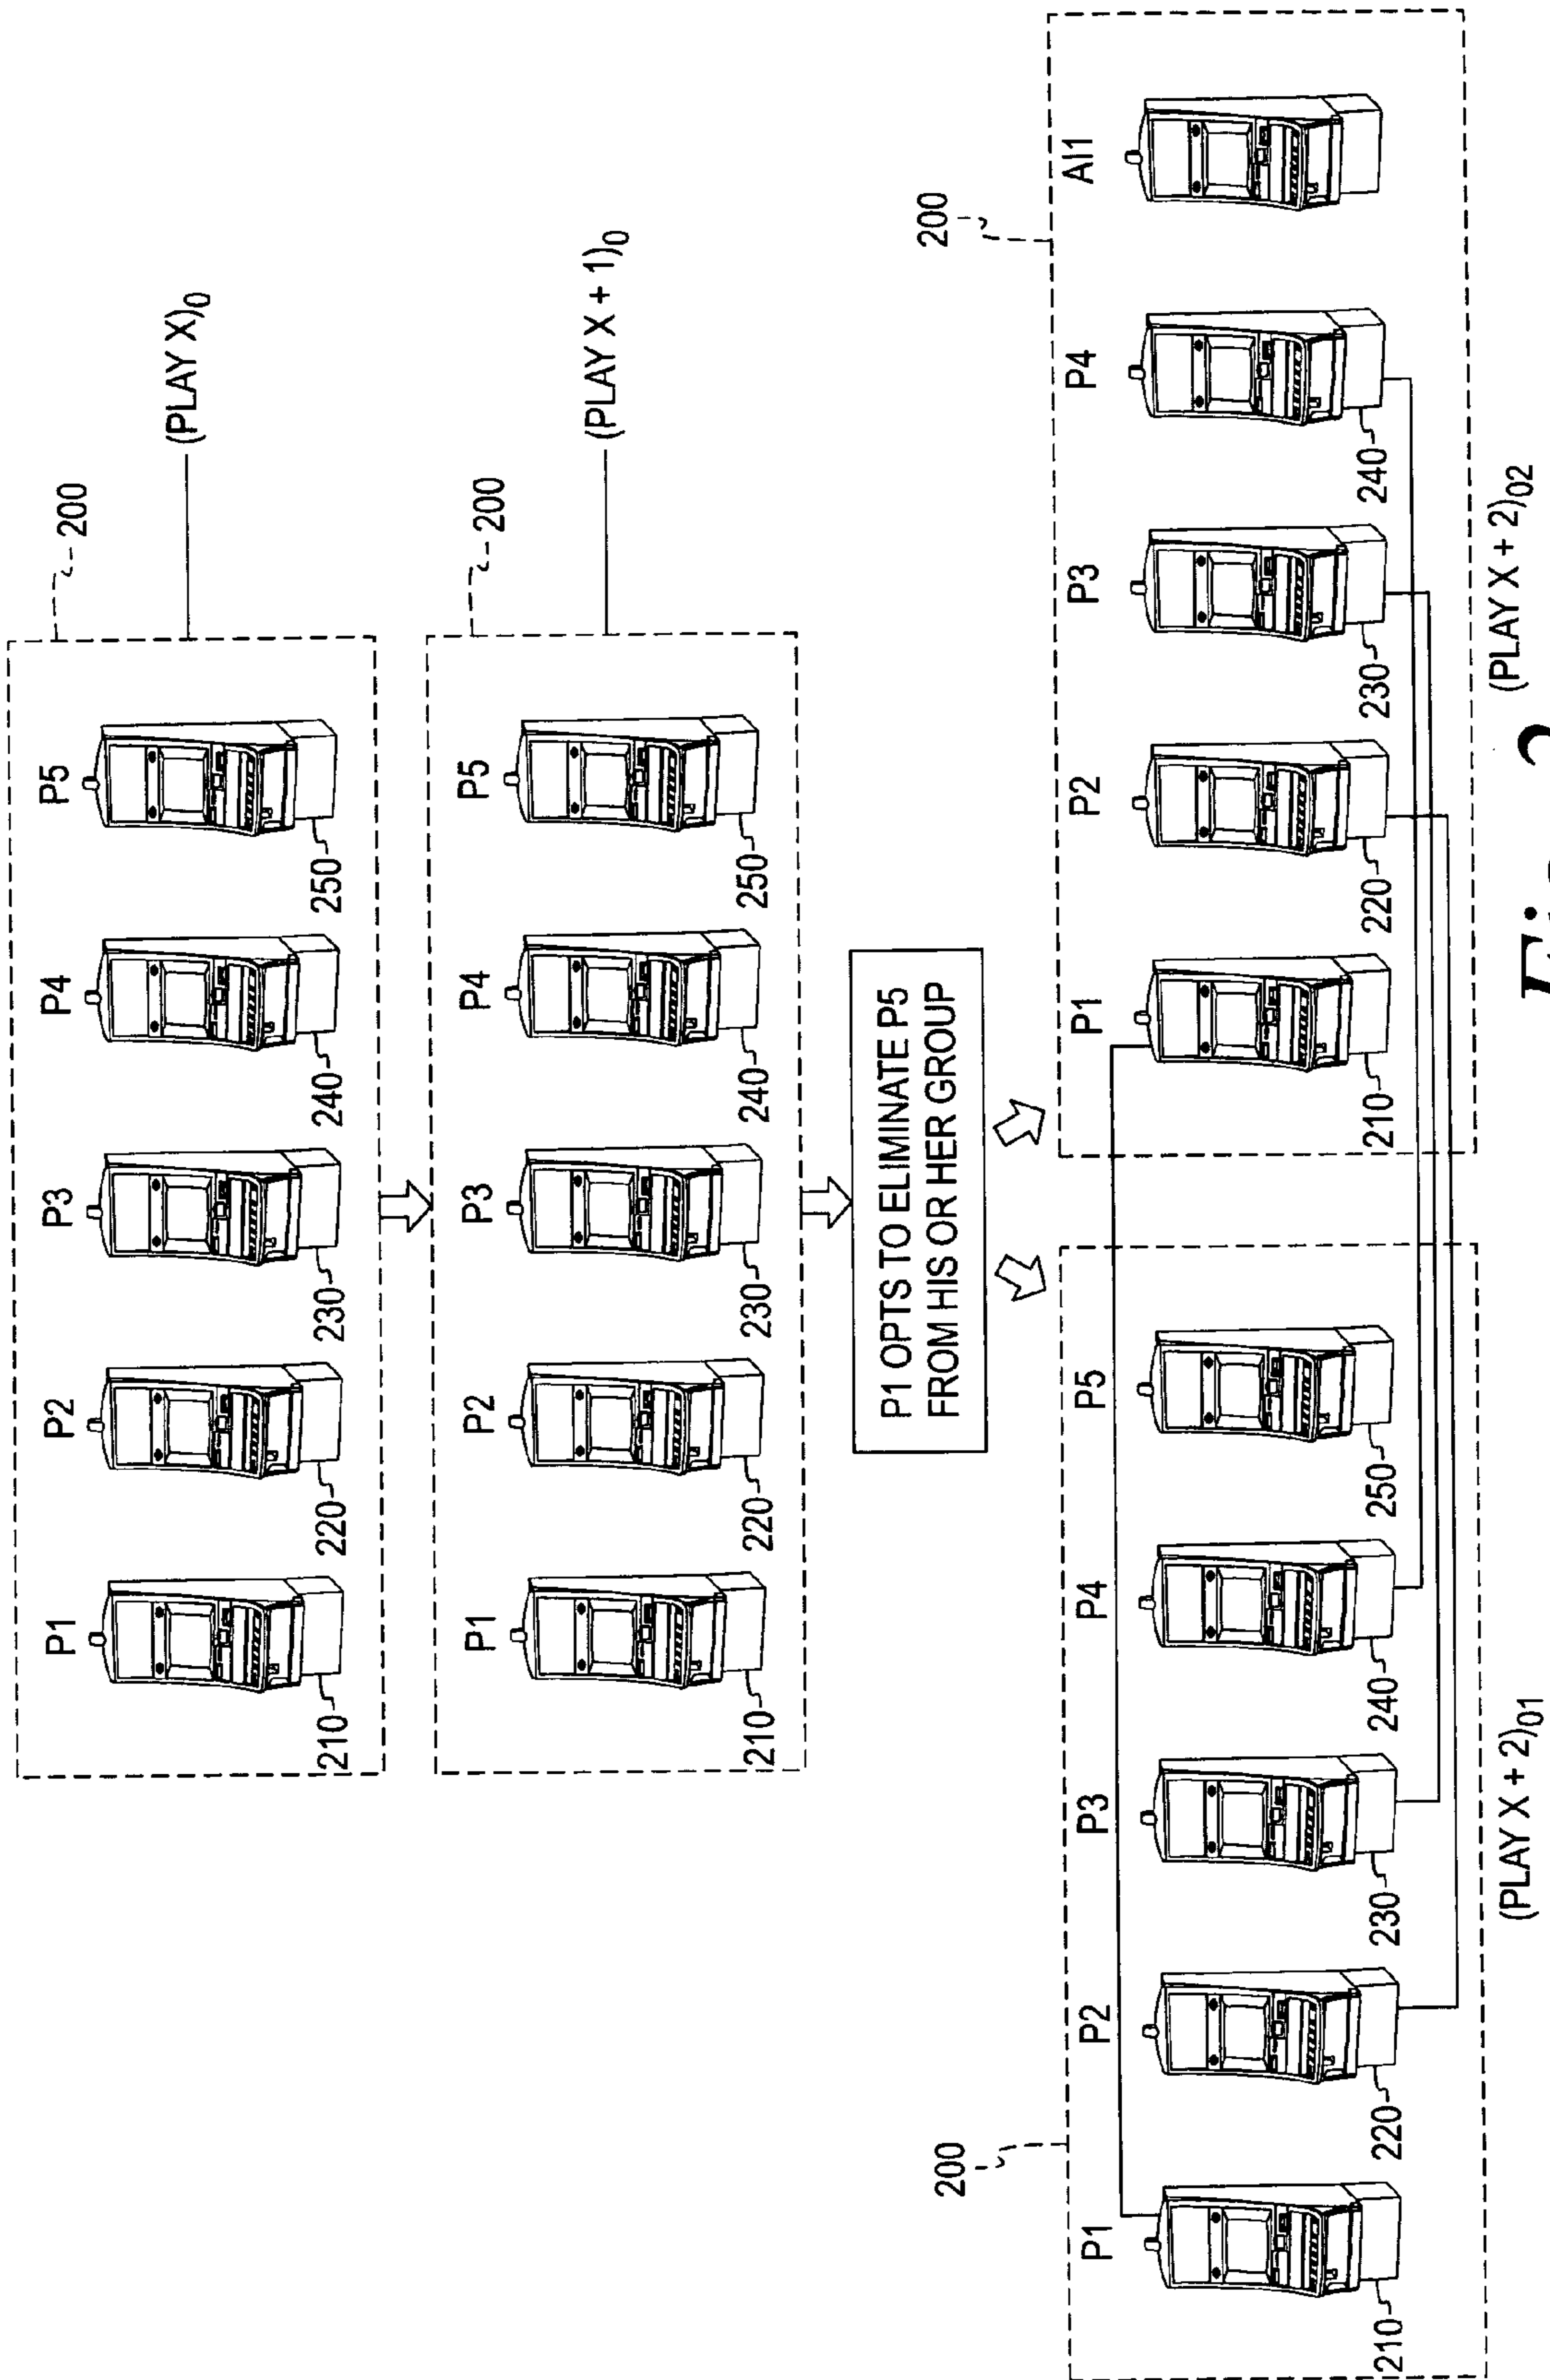 P1 P2 P3 P4 P5
200
210 220 230 240 250
(PLAY X)0
P1 P2 P3 P4 P5
200
210 220 230 240 250
(PLAY X + 1)0
P1 OPTS TO ELIMINATE P5
FROM HIS OR HER GROUP
200
P1 P2 P3 P4 P5
210 220 230 240 250
(PLAY X + 2)01
200
P1 P2 P3 P4 AI1
210 220 230 240
(PLAY X + 2)02